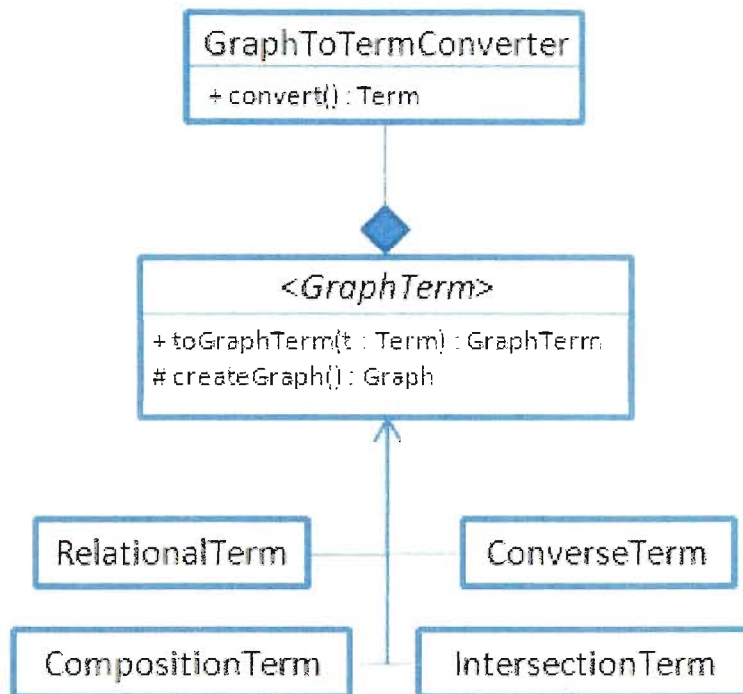 GraphToTermConverter
+ convert() : Term
<GraphTerm>
+ toGraphTerm(t : Term) : GraphTerm
# createGraph() : Graph
RelationalTerm
ConverseTerm
CompositionTerm
IntersectionTerm